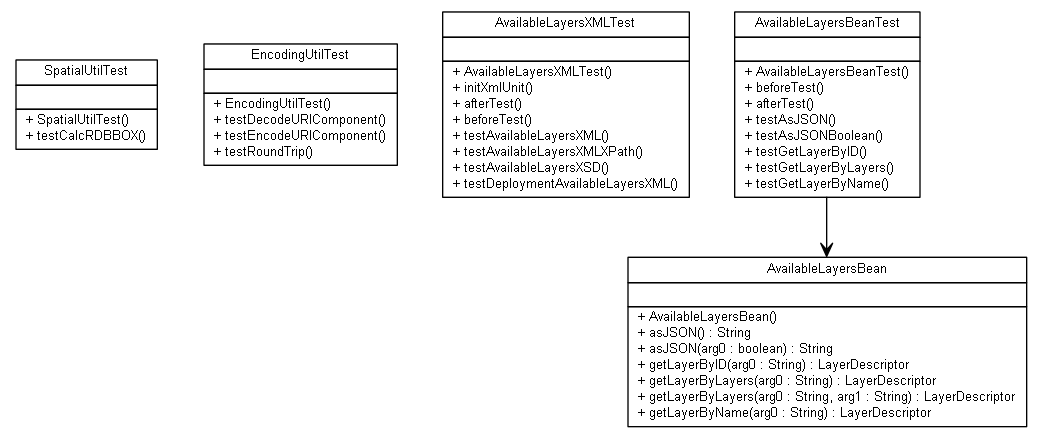 SpatialUtilTest
+ SpatialUtilTest()
+ testCalcRDBBOX()
EncodingUtilTest
+ EncodingUtilTest()
+ testDecodeURIComponent()
+ testEncodeURIComponent()
+ testRoundTrip()
AvailableLayersXMLTest
+ AvailableLayersXMLTest()
+ initXmlUnit()
+ afterTest()
+ beforeTest()
+ testAvailableLayersXML()
+ testAvailableLayersXMLXPath()
+ testAvailableLayersXSD()
+ testDeploymentAvailableLayersXML()
AvailableLayersBeanTest
+ AvailableLayersBeanTest()
+ beforeTest()
+ afterTest()
+ testAsJSON()
+ testAsJSONBoolean()
+ testGetLayerByID()
+ testGetLayerByLayers()
+ testGetLayerByName()
AvailableLayersBean
+ AvailableLayersBean()
+ asJSON() : String
+ asJSON(arg0 : boolean) : String
+ getLayerByID(arg0 : String) : LayerDescriptor
+ getLayerByLayers(arg0 : String) : LayerDescriptor
+ getLayerByLayers(arg0 : String, arg1 : String) : LayerDescriptor
+ getLayerByName(arg0 : String) : LayerDescriptor